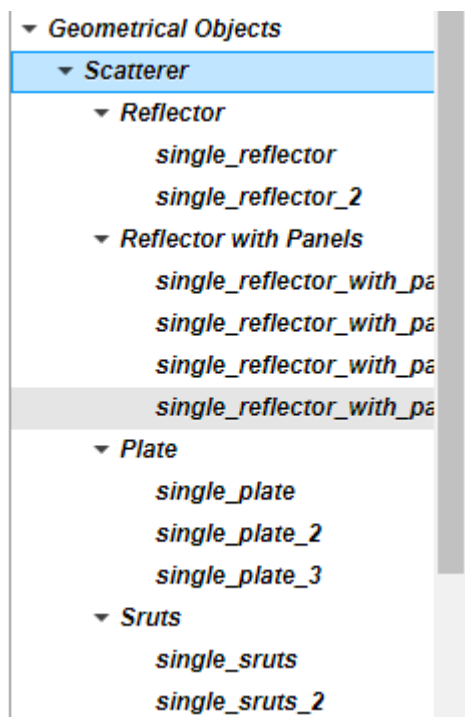 Geometrical Objects
Scatterer
Reflector
single_reflector
single_reflector_2
Reflector with Panels
single_reflector_with_pa
single_reflector_with_pa
single_reflector_with_pa
single_reflector_with_pa
Plate
single_plate
single_plate_2
single_plate_3
Sruts
single_sruts
single_sruts_2